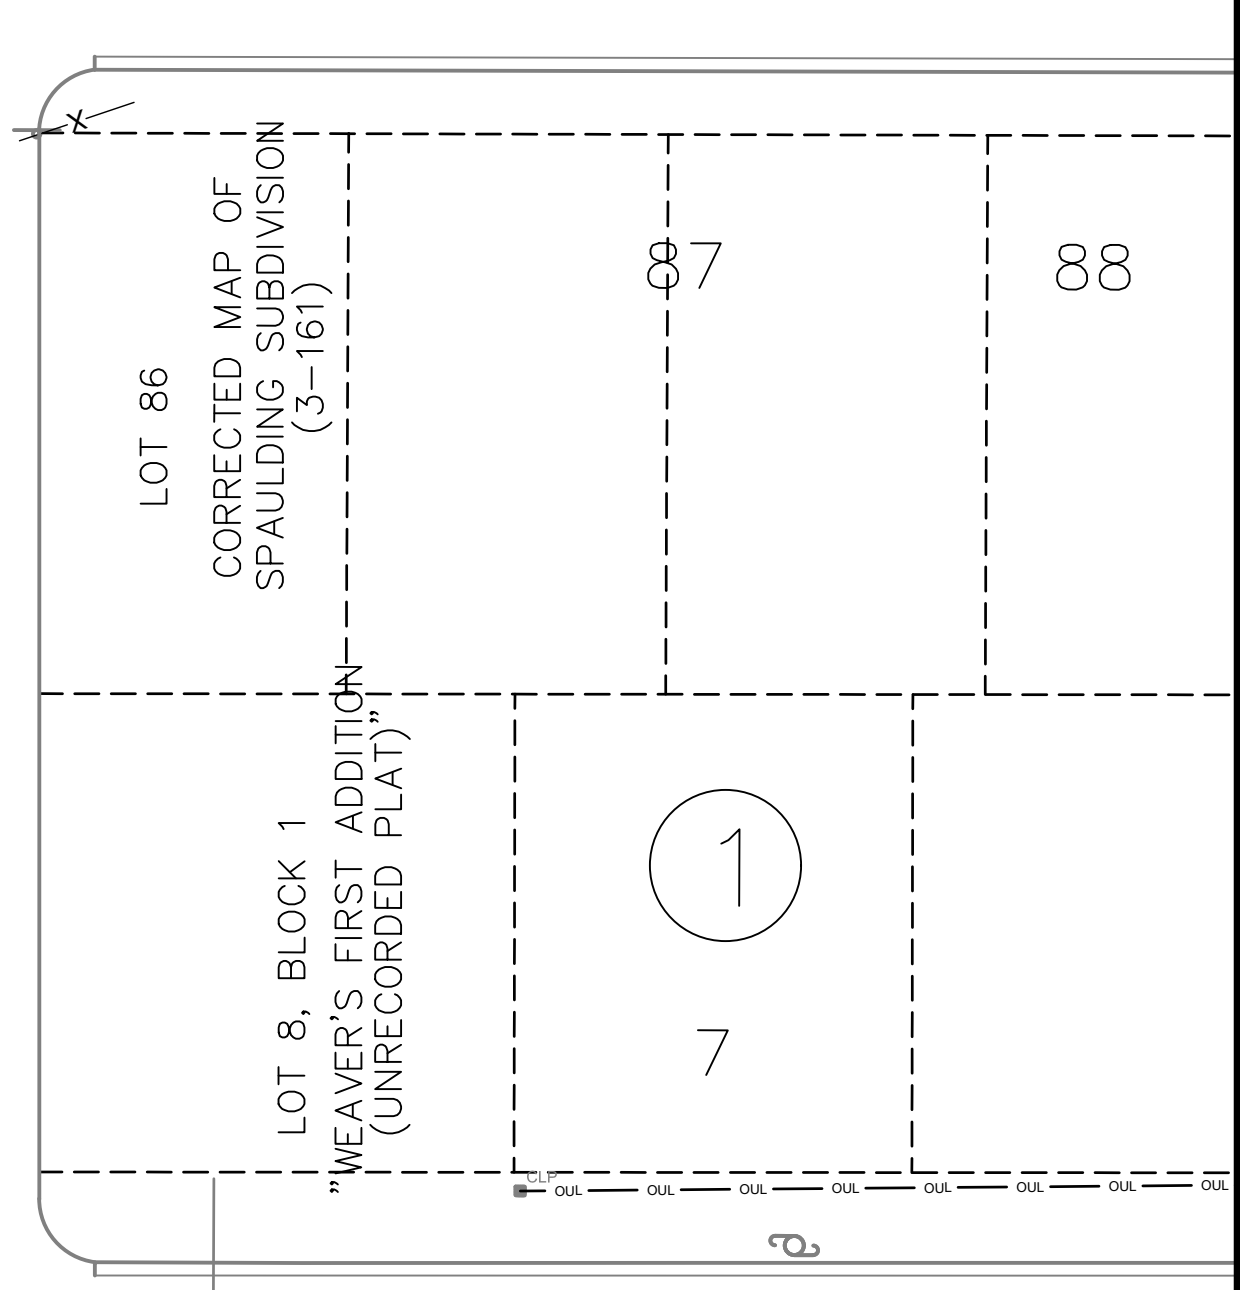 X
87
88
LOT 86
CORRECTED MAP OF
SPAULDING SUBDIVISION
(3-161)
LOT 8, BLOCK 1
"WEAVER'S FIRST ADDITION
(UNRECORDED PLAT)"
1
7
CLP
OUL OUL OUL OUL OUL OUL OUL OUL